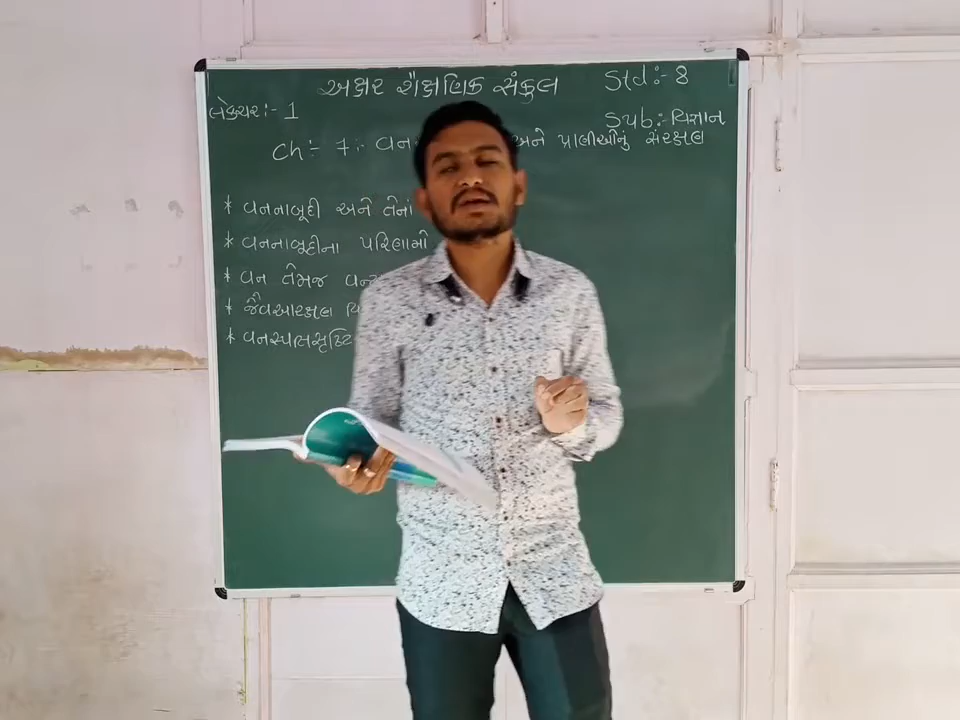 અક્ષર શૈક્ષણિક સંકુલ
Std :- 8
લેક્ચર :- 1
Sub :- વિજ્ઞાન
Ch :- 7 :- વન અને પ્રાણીઓનું સંરક્ષણ
* વનનાબૂદી અને તેનાં
* વનનાબૂદીના પરિણામો
* વન તેમજ વન્ય
* જૈવઆરક્ષણ વિ
* વનસ્પતિસૃષ્ટિ